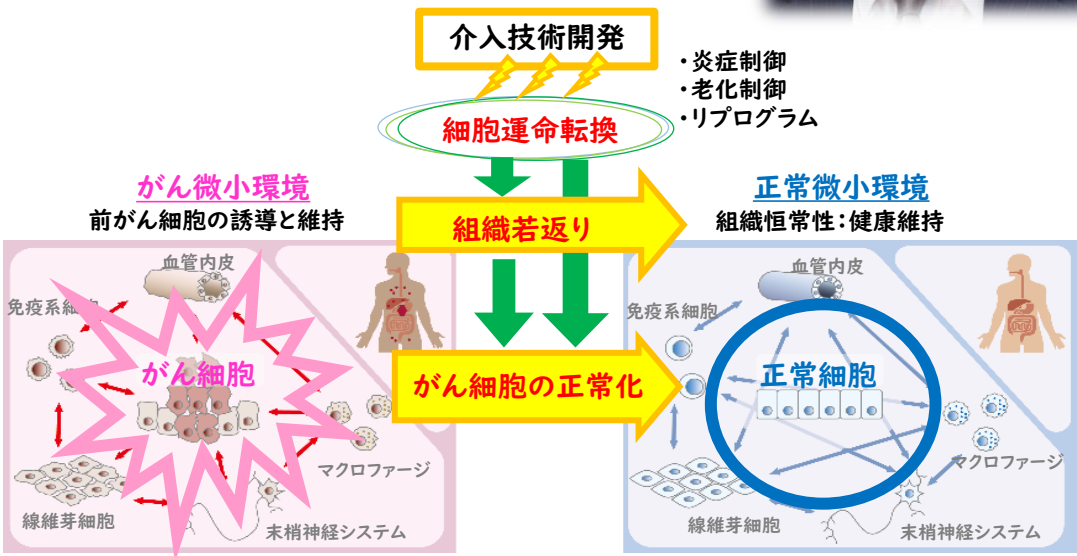 介入技術開発
・炎症制御
・老化制御
・リプログラム
細胞運命転換
がん微小環境
前がん細胞の誘導と維持
組織若返り
正常微小環境
組織恒常性:健康維持
血管内皮
免疫系細胞
がん細胞
マクロファージ
線維芽細胞
末梢神経システム
がん細胞の正常化
血管内皮
免疫系細胞
正常細胞
マクロファージ
線維芽細胞
末梢神経システム